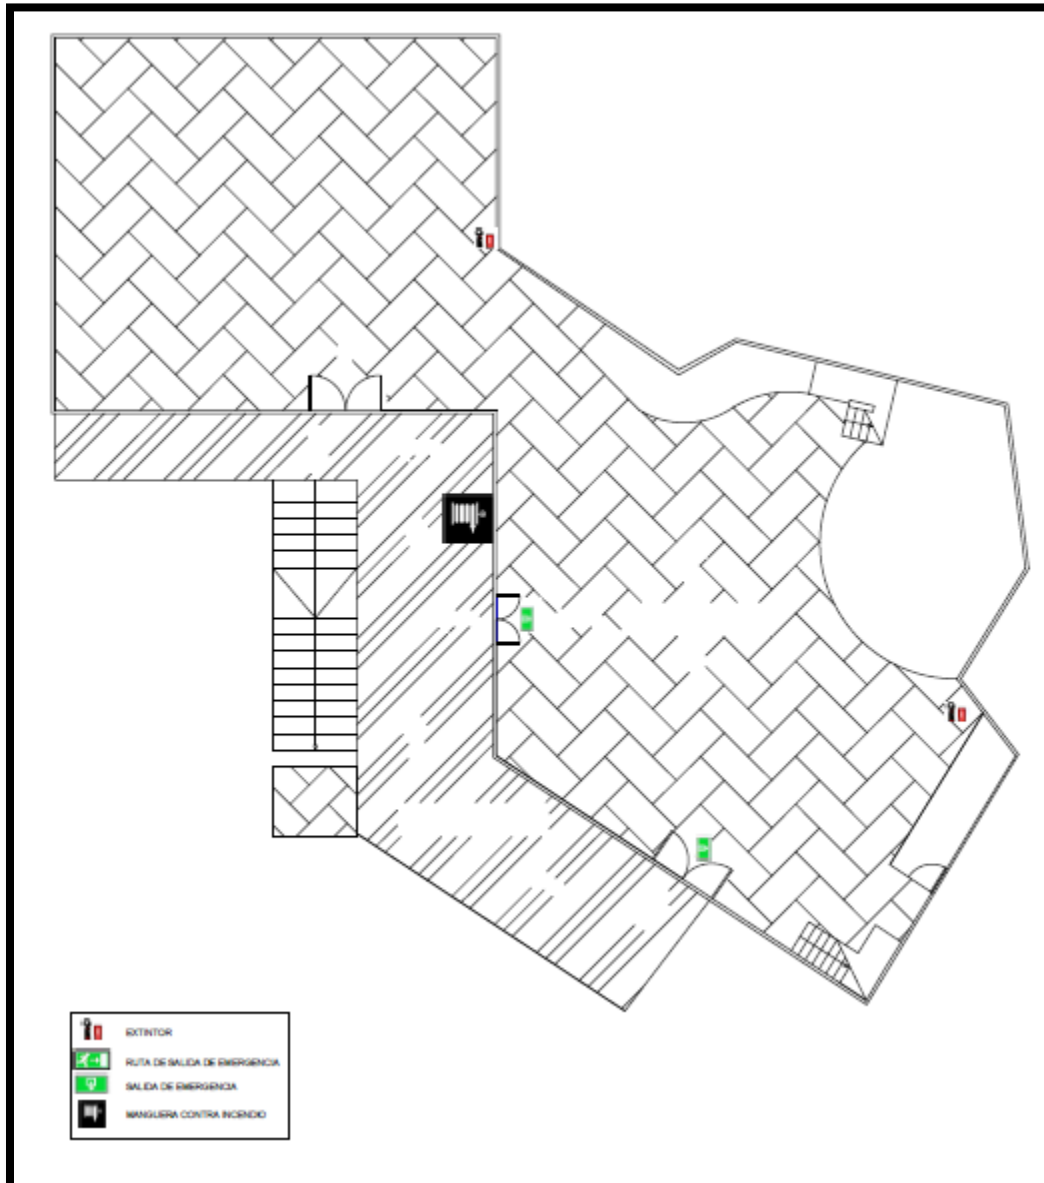 EXTINTOR
RUTA DE SALIDA DE EMERGENCIA
SALIDA DE EMERGENCIA
MANGUERA CONTRA INCENDIO